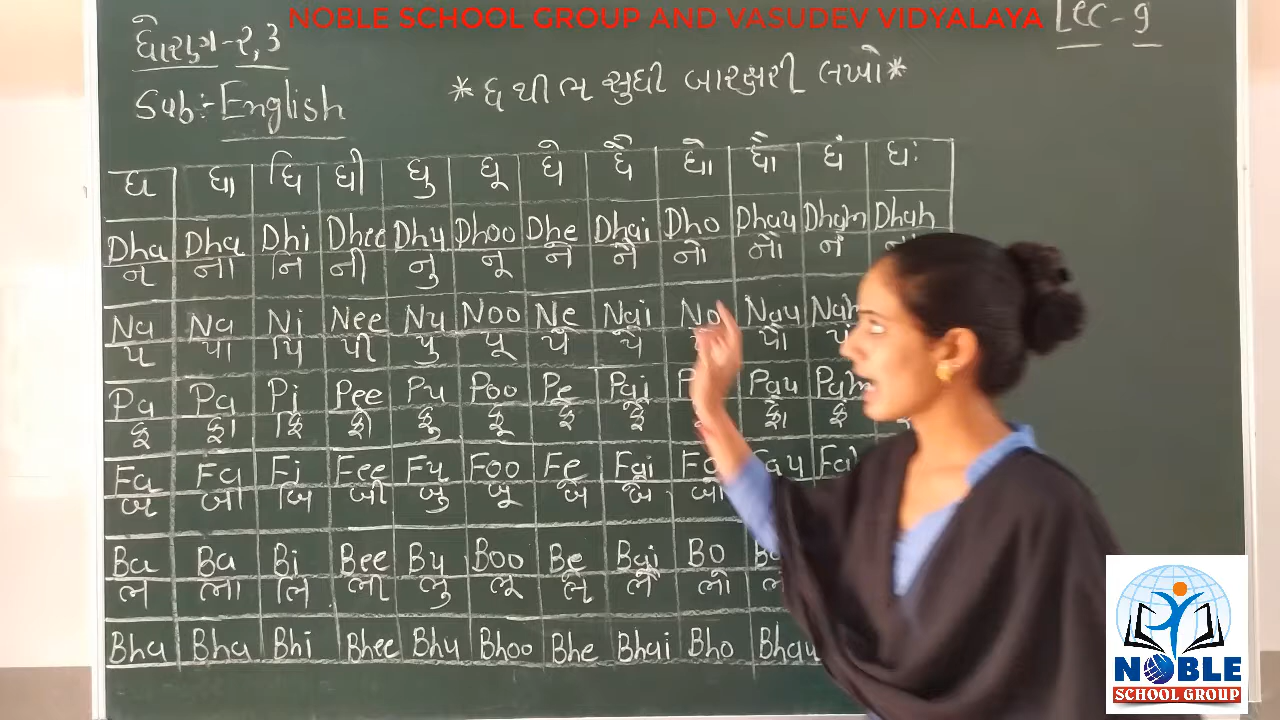 NOBLE SCHOOL GROUP AND VASUDEV VIDYALAYA
ધોરણ-૨,૩
Lec-9
*ધ થી ભ સુધી બારક્ષરી લખો*
Sub:- English
ધ ધા ધિ ધી ધુ ધૂ ધે ધૈ ધો ધૌ ધં ધઃ
Dha Dha Dhi Dhee Dhu Dhoo Dhe Dhai Dho Dhau Dham Dhah
ન ના નિ ની નુ નૂ ને નૈ નો નૌ નં
Na Na Ni Nee Nu Noo Ne Nai No Nau
પ પા પિ પી પુ પૂ પે પૈ પૌ
Pa Pa Pi Pee Pu Poo Pe Pai Pau Pam
ફ ફા ફિ ફી ફુ ફૂ ફે ફૈ ફૌ ફં
Fa Fa Fi Fee Fu Foo Fe Fai
બ બા બિ બી બુ બૂ બે બૈ બો
Ba Ba Bi Bee Bu Boo Be Bai Bo
ભ ભા ભિ ભી ભુ ભૂ ભે ભૈ ભો
Bha Bha Bhi Bhee Bhu Bhoo Bhe Bhai Bho Bhau
NOBLE
SCHOOL GROUP